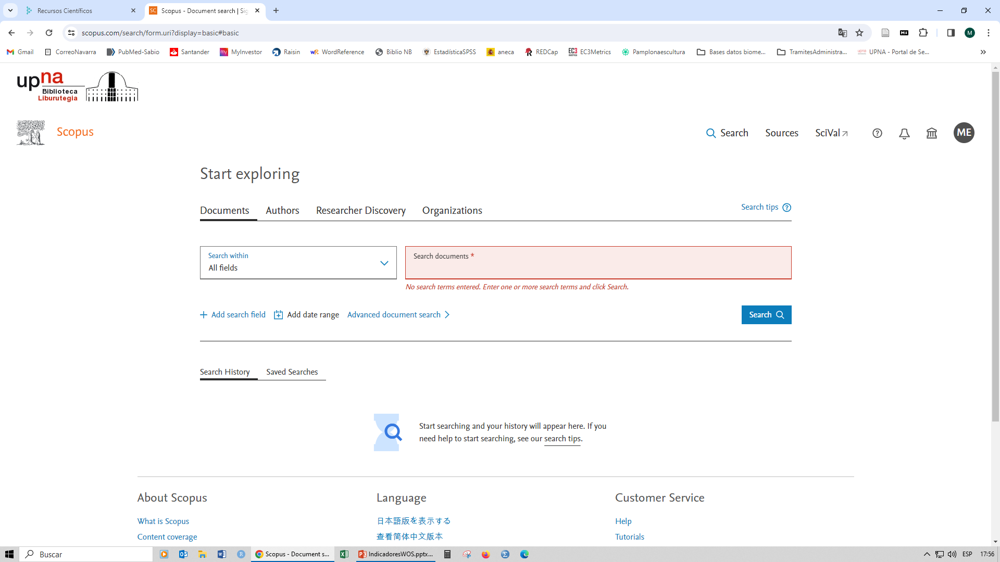 Recursos Científicos
SC Scopus - Document search | Sig
scopus.com/search/form.uri?display=basic#basic
M
Gmail CorreoNavarra PubMed-Sabio Santander my MyInvestor Raisin WR WordReference Biblio NB EstadísticaSPSS aneca REDCap EC3 EC3Metrics Pamplonaescultura Bases datos biome... TramitesAdministra... UPNA - Portal de Se...
upna
Biblioteca
Liburutegia
Scopus
Search Sources SciVal ME
Start exploring
Documents Authors Researcher Discovery Organizations Search tips
Search within
All fields
Search documents *
No search terms entered. Enter one or more search terms and click Search.
Add search field Add date range Advanced document search Search
Search History Saved Searches
Start searching and your history will appear here. If you
need help to start searching, see our search tips.
About Scopus Language Customer Service
What is Scopus 日本語版を表示する Help
Content coverage 查看简体中文版本 Tutorials
Buscar Scopus - Document s... IndicadoresWOS.pptx... ESP 17:56